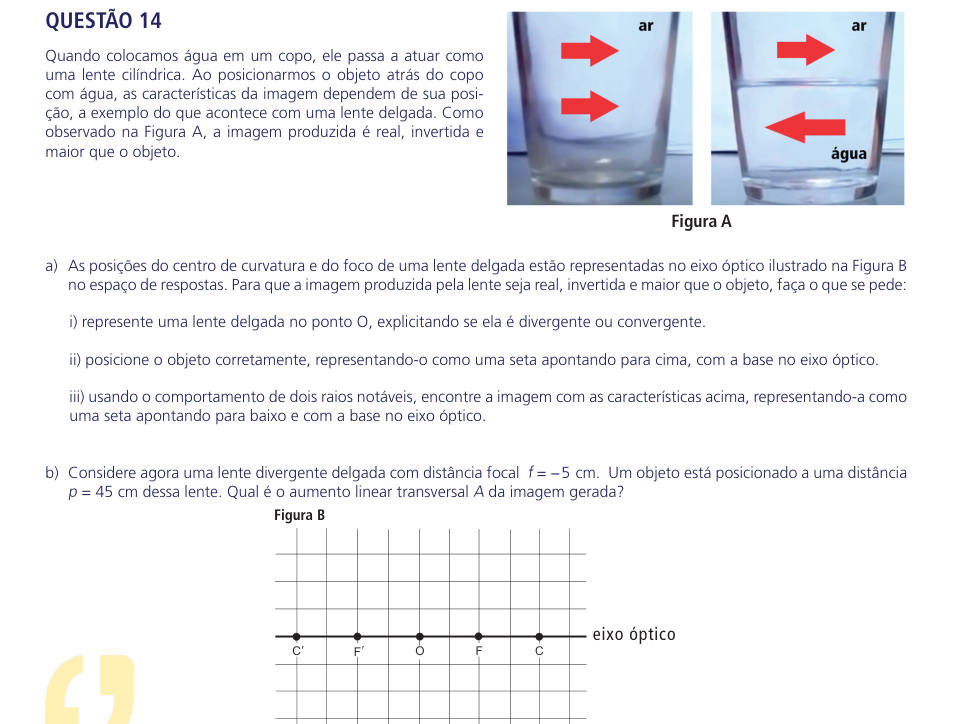 QUESTÃO 14
Quando colocamos água em um copo, ele passa a atuar como
uma lente cilíndrica. Ao posicionarmos o objeto atrás do copo
com água, as características da imagem dependem de sua posi-
ção, a exemplo do que acontece com uma lente delgada. Como
observado na Figura A, a imagem produzida é real, invertida e
maior que o objeto.
ar
ar
água
Figura A
a) As posições do centro de curvatura e do foco de uma lente delgada estão representadas no eixo óptico ilustrado na Figura B
no espaço de respostas. Para que a imagem produzida pela lente seja real, invertida e maior que o objeto, faça o que se pede:
i) represente uma lente delgada no ponto O, explicitando se ela é divergente ou convergente.
ii) posicione o objeto corretamente, representando-o como uma seta apontando para cima, com a base no eixo óptico.
iii) usando o comportamento de dois raios notáveis, encontre a imagem com as características acima, representando-a como
uma seta apontando para baixo e com a base no eixo óptico.
b) Considere agora uma lente divergente delgada com distância focal f = –5 cm. Um objeto está posicionado a uma distância
p = 45 cm dessa lente. Qual é o aumento linear transversal A da imagem gerada?
Figura B
eixo óptico
C′ F′ O F C